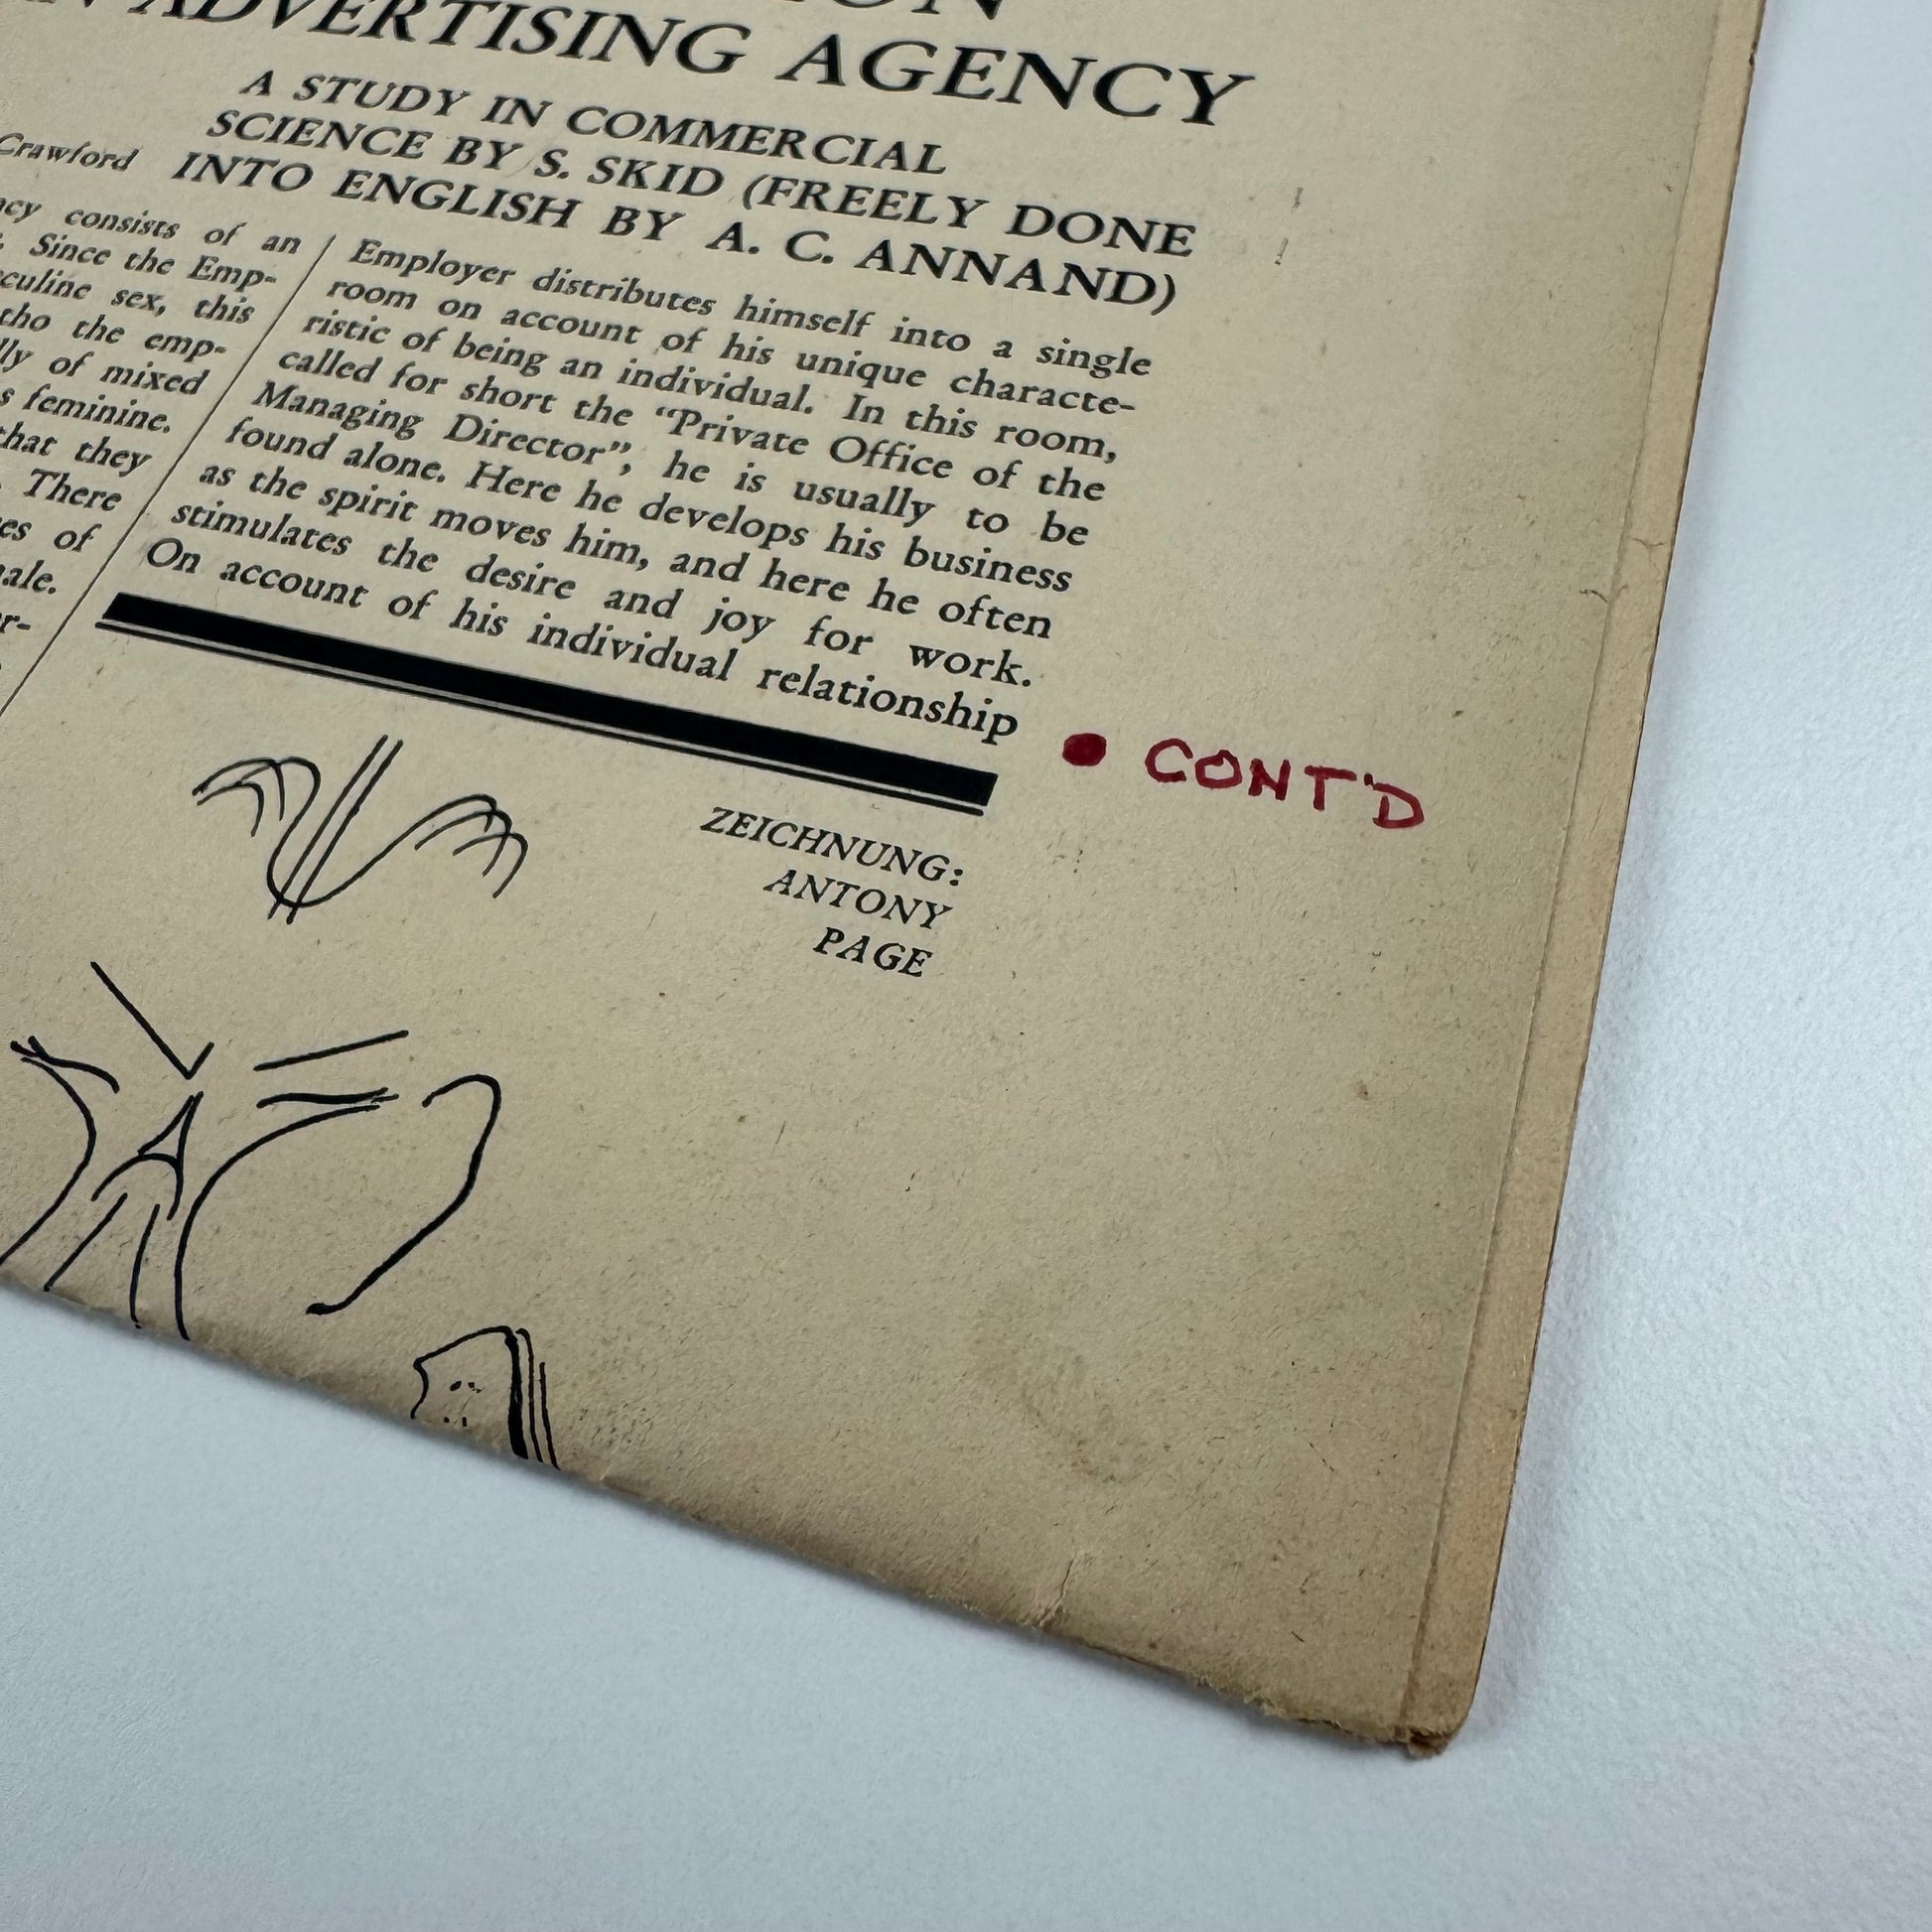 ADVERTISING AGENCY
A STUDY IN COMMERCIAL
SCIENCE BY S. SKID (FREELY DONE
INTO ENGLISH BY A. C. ANNAND)
Crawford
consists of an
Since the Emp-
sex, this
the emp-
of mixed
feminine.
that they
There
of
Employer distributes himself into a single
room on account of his unique characte-
ristic of being an individual. In this room,
called for short the “Private Office of the
Managing Director”, he is usually to be
found alone. Here he develops his business
as the spirit moves him, and here he often
stimulates the desire and joy for work.
On account of his individual relationship
● CONT'D
ZEICHNUNG:
ANTONY
PAGE